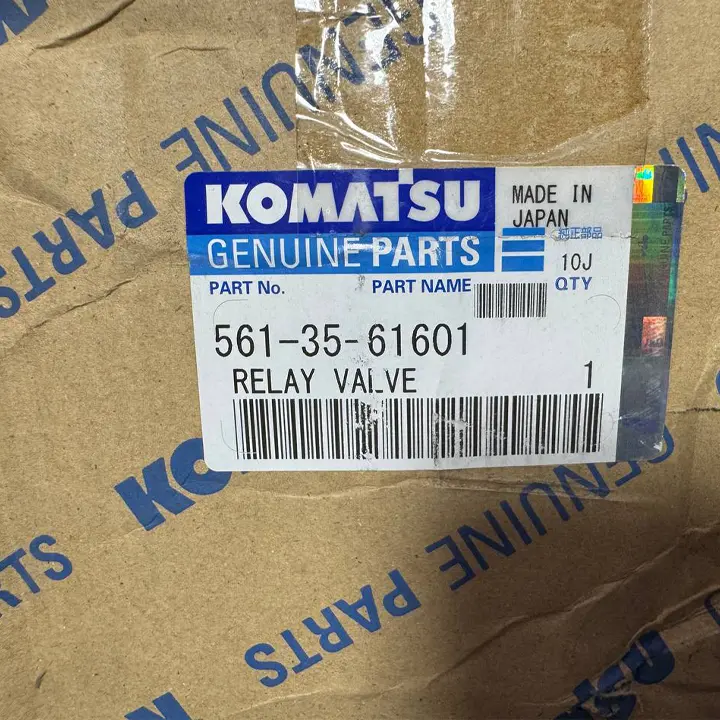 GENUINE PARTS
KOMATSU
MADE IN
JAPAN
GENUINE PARTS
純正部品
10J
PART No.
PART NAME
QTY
561-35-61601
RELAY VALVE
1
GENUINE PARTS